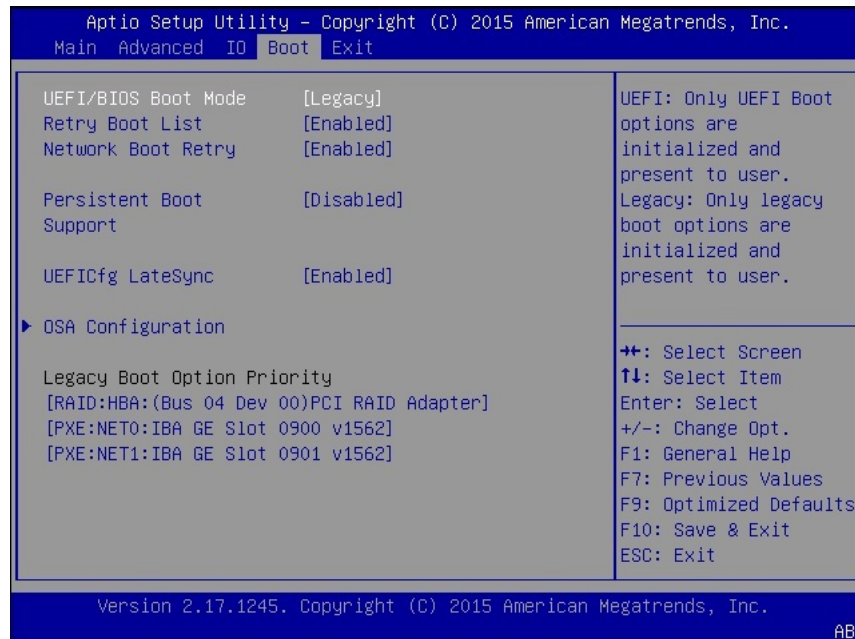 Aptio Setup Utility - Copyright (C) 2015 American Megatrends, Inc.
Main Advanced IO Boot Exit
UEFI/BIOS Boot Mode [Legacy]
Retry Boot List [Enabled]
Network Boot Retry [Enabled]
Persistent Boot [Disabled]
Support
UEFICfg LateSync [Enabled]
OSA Configuration
Legacy Boot Option Priority
[RAID:HBA:(Bus 04 Dev 00)PCI RAID Adapter]
[PXE:NET0:IBA GE Slot 0900 v1562]
[PXE:NET1:IBA GE Slot 0901 v1562]
UEFI: Only UEFI Boot
options are
initialized and
present to user.
Legacy: Only legacy
boot options are
initialized and
present to user.
→←: Select Screen
↑↓: Select Item
Enter: Select
+/-: Change Opt.
F1: General Help
F7: Previous Values
F9: Optimized Defaults
F10: Save & Exit
ESC: Exit
Version 2.17.1245. Copyright (C) 2015 American Megatrends, Inc.
AB